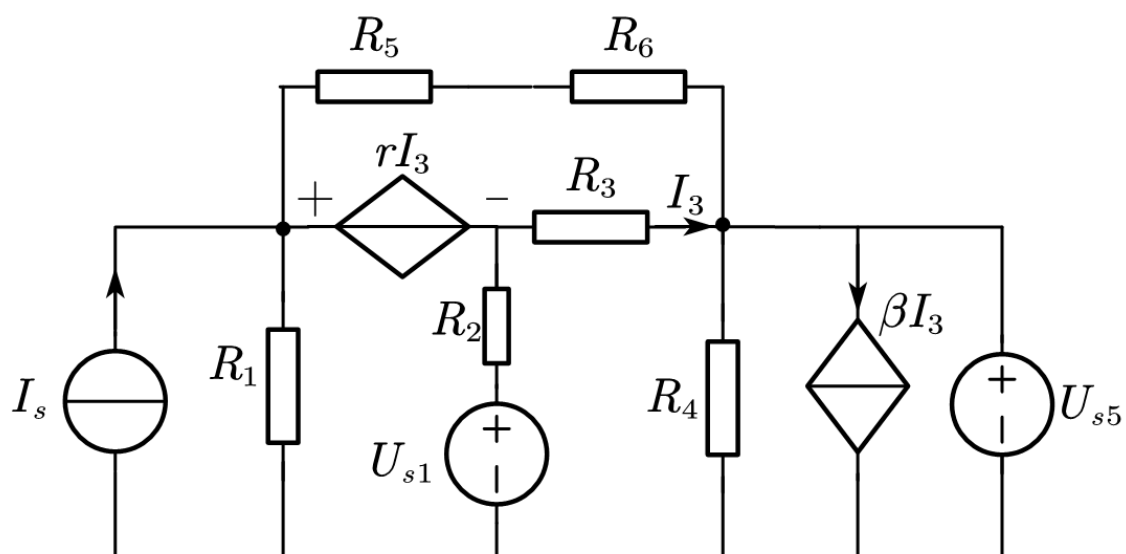 R₅
R₆
rI₃
+
−
R₃
I₃
R₂
βI₃
R₁
Iₛ
R₄
+
−
Uₛ₅
+
−
Uₛ₁